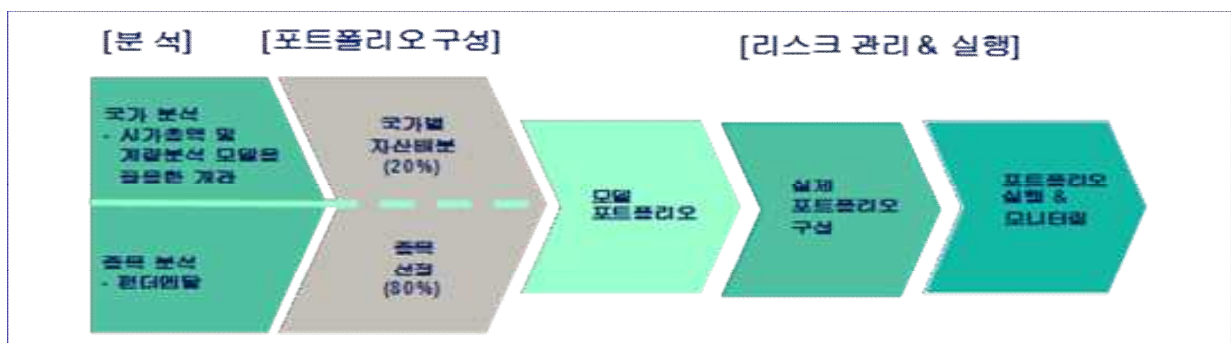 [분 석]
[포트폴리오 구성]
[리스크 관리 & 실행]
국가 분석
- 시가총액 및
계량분석 모델을
활용한 계관
종목 분석
- 펀더멘탈
국가별
자산배분
(20%)
종목
선정
(80%)
모델
포트폴리오
실제
포트폴리오
구성
포트폴리오
실행 &
모니터링